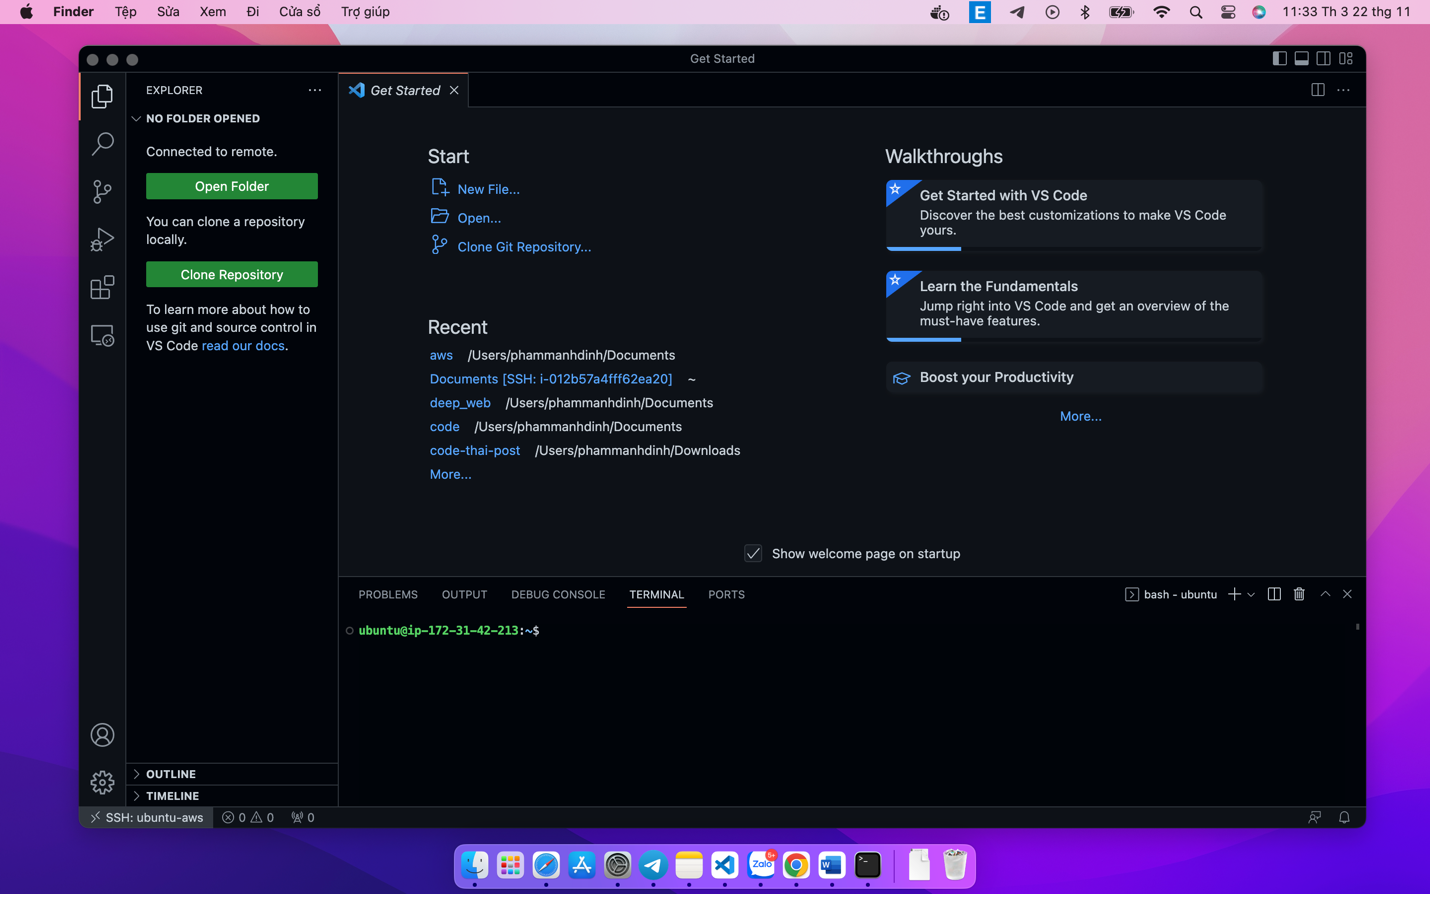 Finder Tệp Sửa Xem Đi Cửa sổ Trợ giúp
E
11:33 Th 3 22 thg 11
Get Started
EXPLORER
NO FOLDER OPENED
Connected to remote.
Open Folder
You can clone a repository
locally.
Clone Repository
To learn more about how to
use git and source control in
VS Code read our docs.
OUTLINE
TIMELINE
Get Started
Start
New File...
Open...
Clone Git Repository...
Recent
aws /Users/phammanhdinh/Documents
Documents [SSH: i-012b57a4fff62ea20] ~
deep_web /Users/phammanhdinh/Documents
code /Users/phammanhdinh/Documents
code-thai-post /Users/phammanhdinh/Downloads
More...
Walkthroughs
Get Started with VS Code
Discover the best customizations to make VS Code
yours.
Learn the Fundamentals
Jump right into VS Code and get an overview of the
must-have features.
Boost your Productivity
More...
Show welcome page on startup
PROBLEMS OUTPUT DEBUG CONSOLE TERMINAL PORTS
bash - ubuntu
ubuntu@ip-172-31-42-213:~$
SSH: ubuntu-aws 0 0 0
Zalo 5+
W